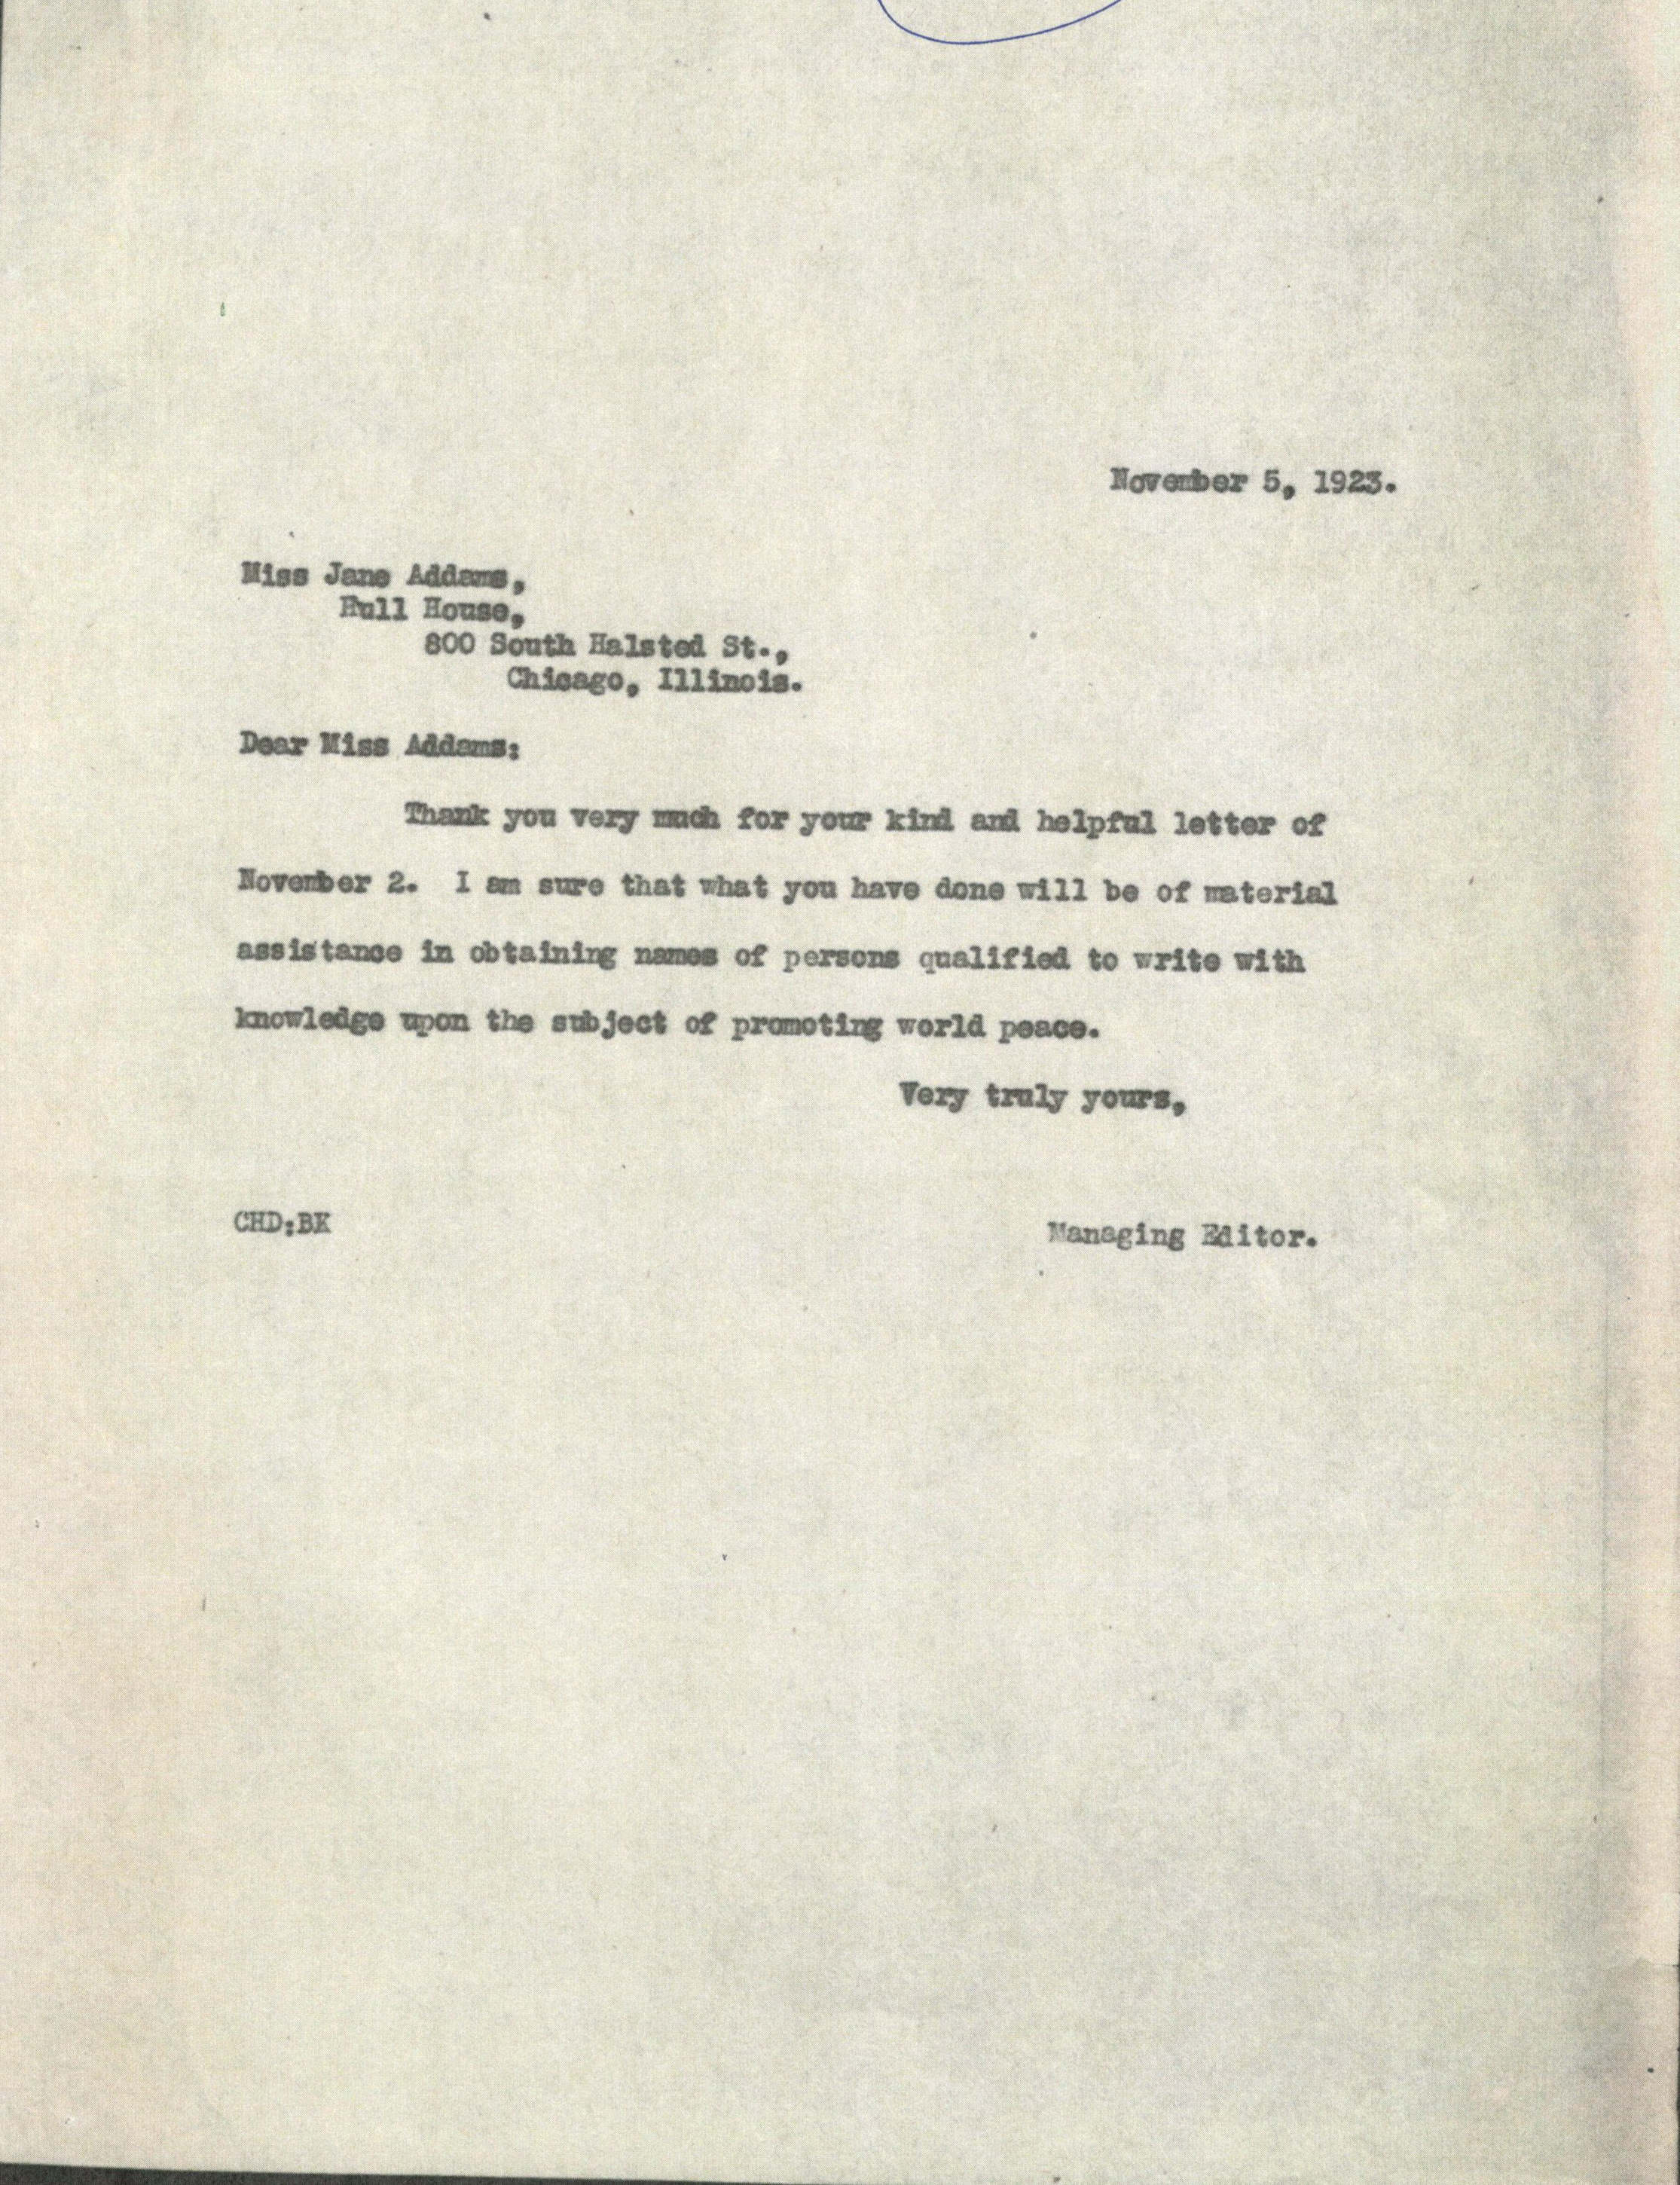 November 5, 1923.
Miss Jane Addams,
Hull House,
800 South Halsted St.,
Chicago, Illinois.
Dear Miss Addams:
Thank you very much for your kind and helpful letter of
November 2.  I am sure that what you have done will be of material
assistance in obtaining names of persons qualified to write with
knowledge upon the subject of promoting world peace.
Very truly yours,
CHD:BK
Managing Editor.